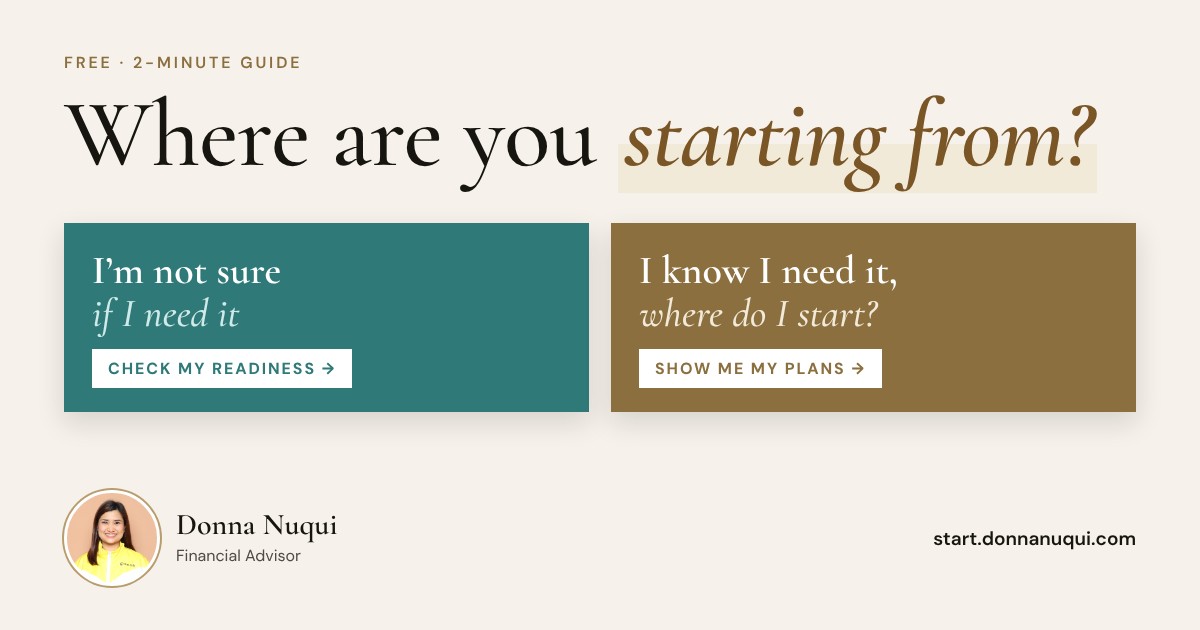 FREE · 2-MINUTE GUIDE
Where are you starting from?
I’m not sure
if I need it
CHECK MY READINESS →
I know I need it,
where do I start?
SHOW ME MY PLANS →
Donna Nuqui
Financial Advisor
start.donnanuqui.com